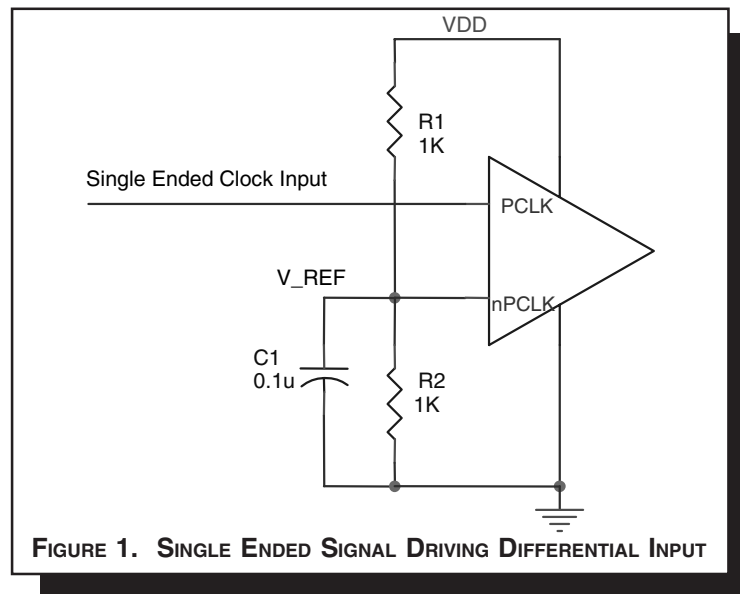 VDD
R1
1K
Single Ended Clock Input
PCLK
V_REF
nPCLK
C1
0.1u
R2
1K
FIGURE 1. SINGLE ENDED SIGNAL DRIVING DIFFERENTIAL INPUT